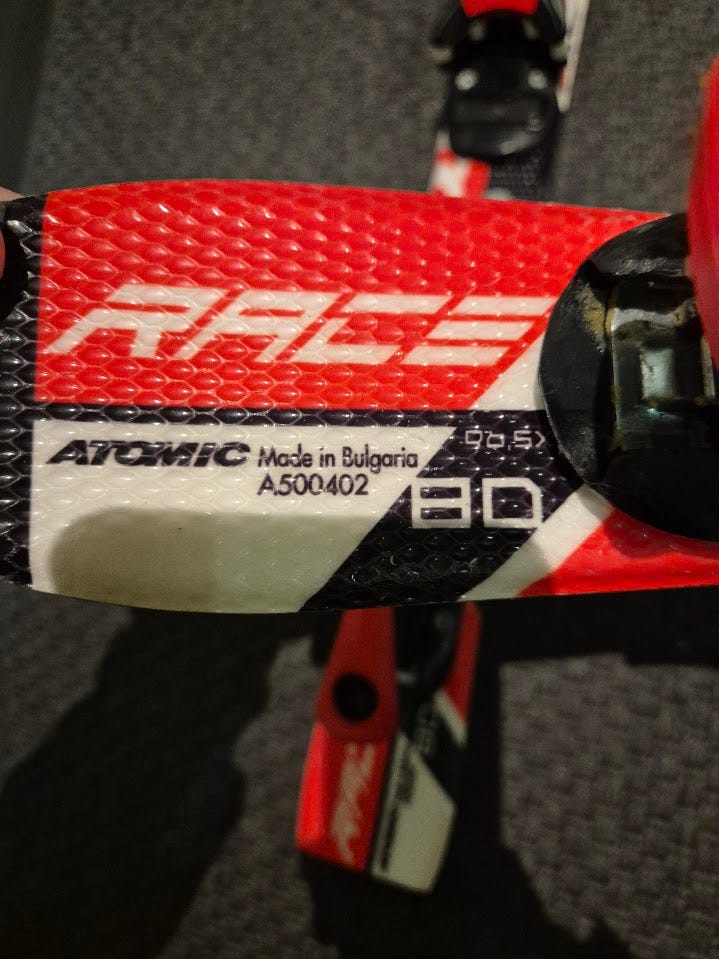 RACE
ATOMIC Made in Bulgaria
A500402
80